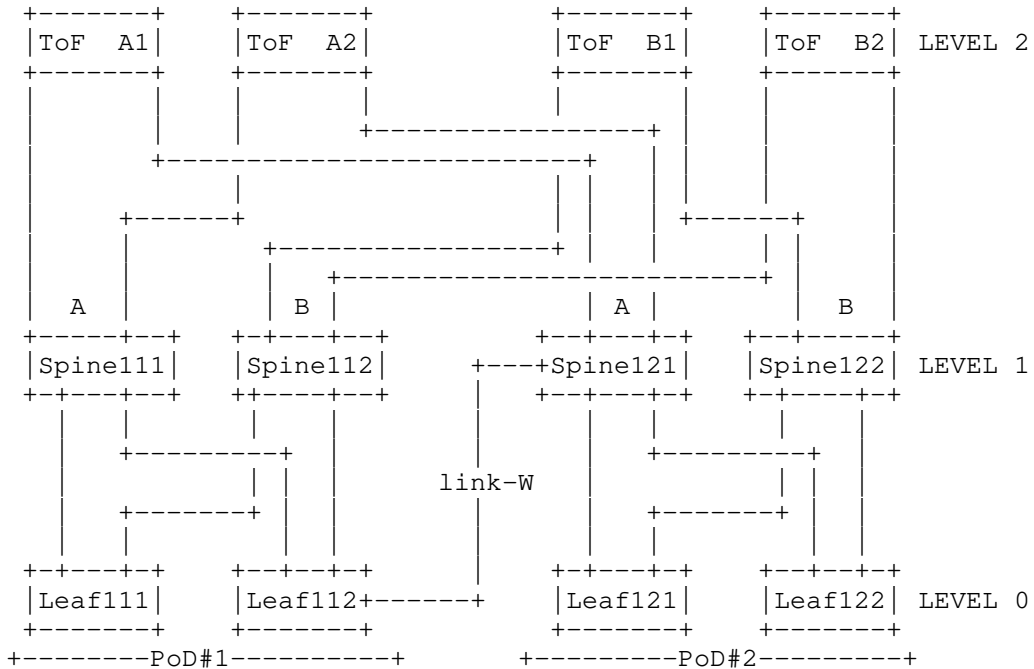 ToF A1 ToF A2 ToF B1 ToF B2 LEVEL 2
A B A B
Spine111 Spine112 Spine121 Spine122 LEVEL 1
link-W
Leaf111 Leaf112 Leaf121 Leaf122 LEVEL 0
PoD#1 PoD#2